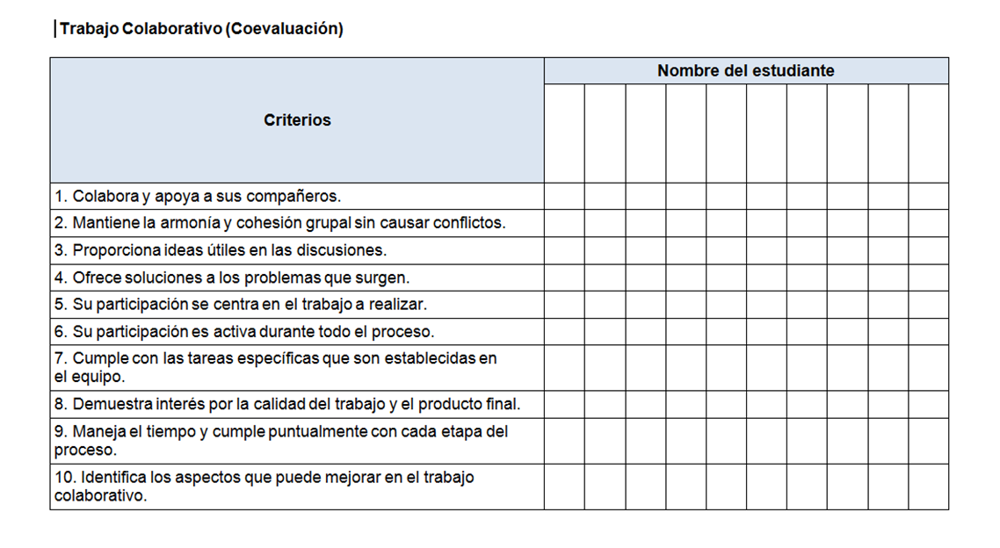 Trabajo Colaborativo (Coevaluación)
Nombre del estudiante
Criterios
1. Colabora y apoya a sus compañeros.
2. Mantiene la armonía y cohesión grupal sin causar conflictos.
3. Proporciona ideas útiles en las discusiones.
4. Ofrece soluciones a los problemas que surgen.
5. Su participación se centra en el trabajo a realizar.
6. Su participación es activa durante todo el proceso.
7. Cumple con las tareas específicas que son establecidas en
el equipo.
8. Demuestra interés por la calidad del trabajo y el producto final.
9. Maneja el tiempo y cumple puntualmente con cada etapa del
proceso.
10. Identifica los aspectos que puede mejorar en el trabajo
colaborativo.